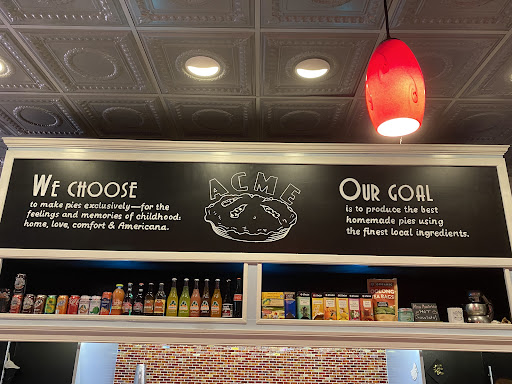 WE CHOOSE
to make pies exclusively—for the
feelings and memories of childhood:
home, love, comfort & Americana.
ACME
OUR GOAL
is to produce the best
homemade pies using
the finest local ingredients.